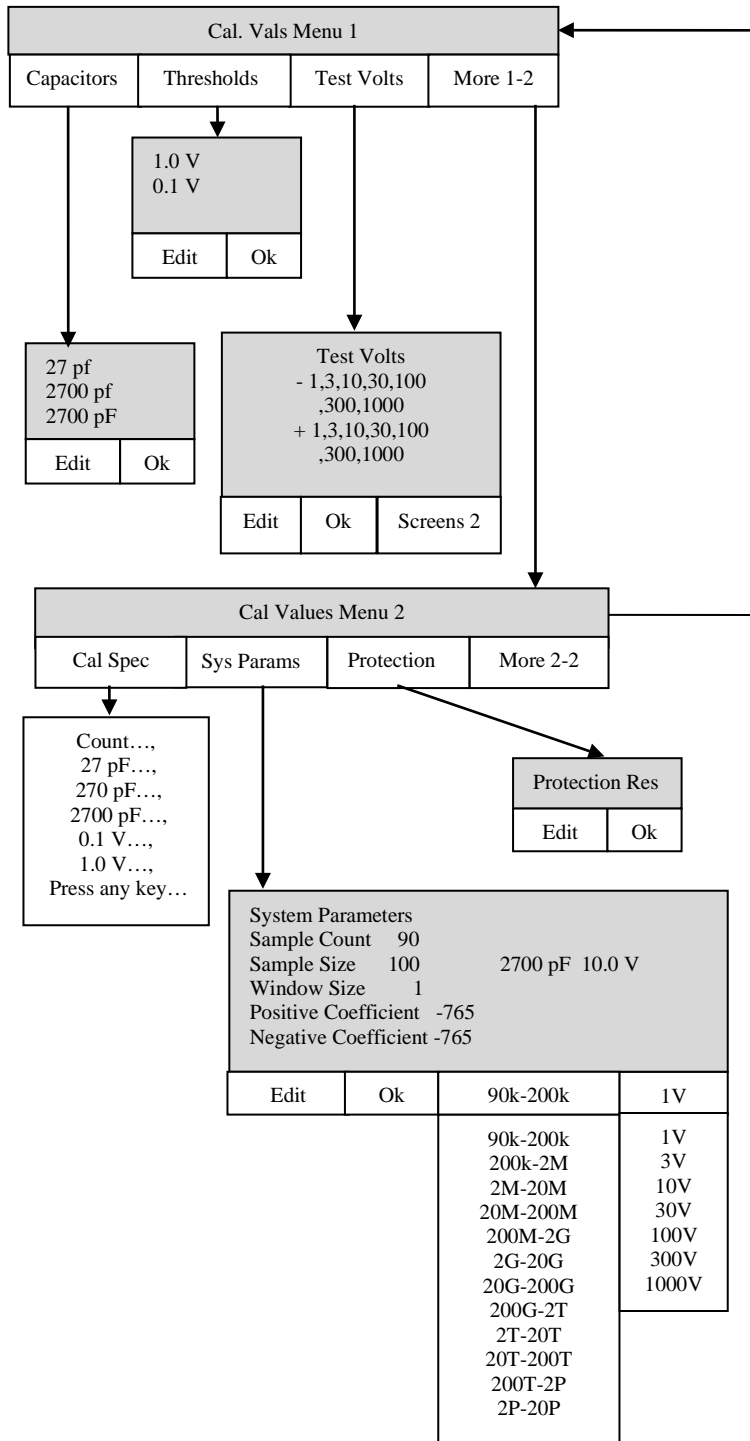 Cal. Vals Menu 1
Capacitors Thresholds Test Volts More 1-2
1.0 V
0.1 V
Edit Ok
27 pf
2700 pf
2700 pF
Edit Ok
Test Volts
- 1,3,10,30,100
,300,1000
+ 1,3,10,30,100
,300,1000
Edit Ok Screens 2
Cal Values Menu 2
Cal Spec Sys Params Protection More 2-2
Count…,
27 pF…,
270 pF…,
2700 pF…,
0.1 V…,
1.0 V…,
Press any key…
Protection Res
Edit Ok
System Parameters
Sample Count 90
Sample Size 100 2700 pF 10.0 V
Window Size 1
Positive Coefficient -765
Negative Coefficient -765
Edit Ok 90k-200k 1V
90k-200k 1V
200k-2M 3V
2M-20M 10V
20M-200M 30V
200M-2G 100V
2G-20G 300V
20G-200G 1000V
200G-2T
2T-20T
20T-200T
200T-2P
2P-20P